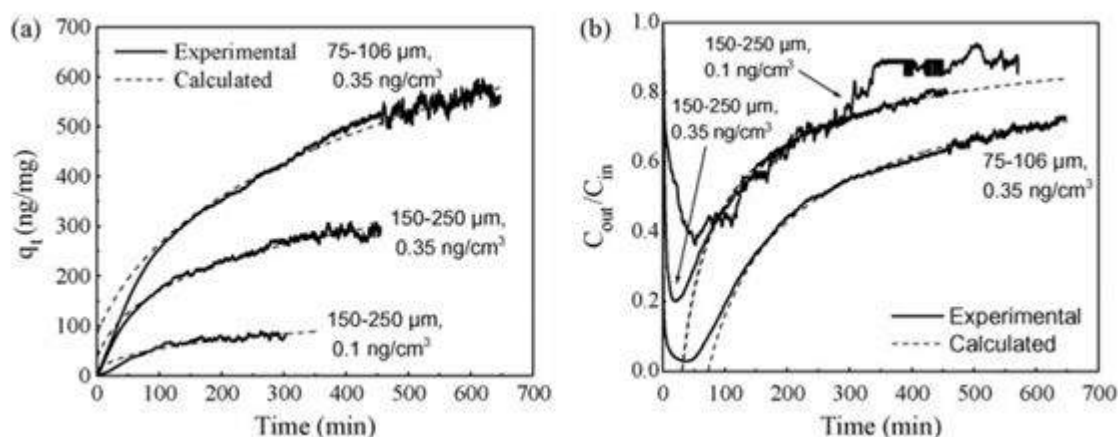 (a)
700
600
500
400
300
200
100
0
qt (ng/mg)
Experimental
Calculated
75-106 µm,
0.35 ng/cm³
150-250 µm,
0.35 ng/cm³
150-250 µm,
0.1 ng/cm³
0 100 200 300 400 500 600 700
Time (min)
(b)
1.0
0.8
0.6
0.4
0.2
0.0
Cout/Cin
150-250 µm,
0.1 ng/cm³
150-250 µm,
0.35 ng/cm³
75-106 µm,
0.35 ng/cm³
Experimental
Calculated
0 100 200 300 400 500 600 700
Time (min)